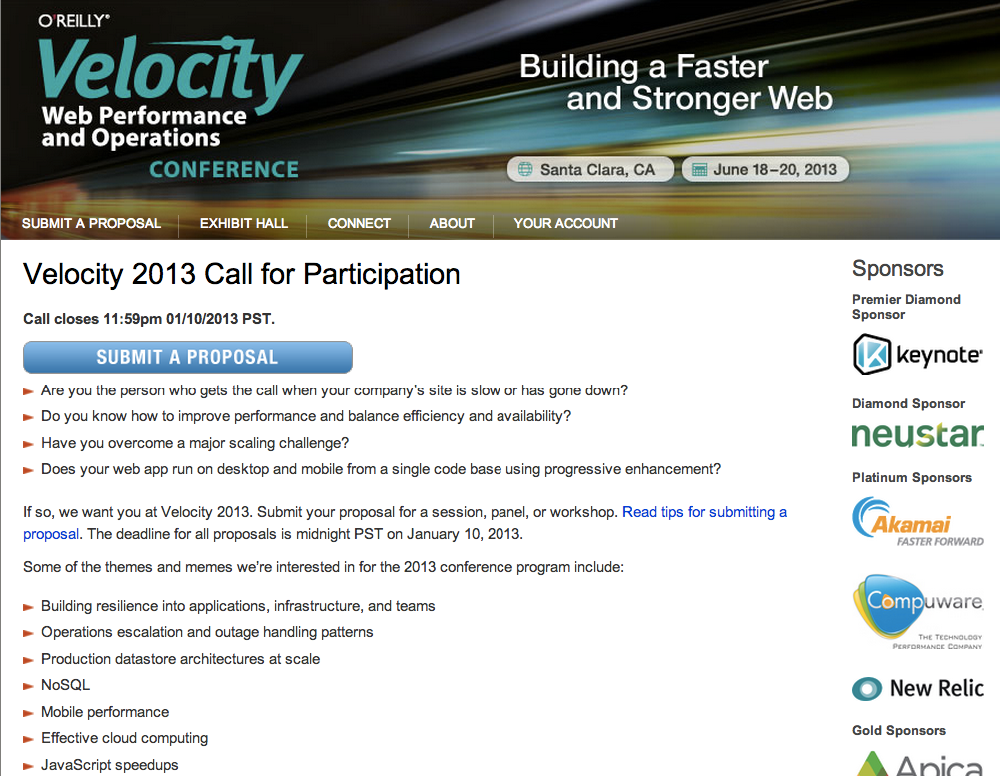 O'REILLY®
Velocity
Web Performance
and Operations
CONFERENCE
Building a Faster
and Stronger Web
Santa Clara, CA
June 18–20, 2013
SUBMIT A PROPOSAL
EXHIBIT HALL
CONNECT
ABOUT
YOUR ACCOUNT
Velocity 2013 Call for Participation
Call closes 11:59pm 01/10/2013 PST.
SUBMIT A PROPOSAL
Are you the person who gets the call when your company's site is slow or has gone down?
Do you know how to improve performance and balance efficiency and availability?
Have you overcome a major scaling challenge?
Does your web app run on desktop and mobile from a single code base using progressive enhancement?
If so, we want you at Velocity 2013. Submit your proposal for a session, panel, or workshop. Read tips for submitting a
proposal. The deadline for all proposals is midnight PST on January 10, 2013.
Some of the themes and memes we're interested in for the 2013 conference program include:
Building resilience into applications, infrastructure, and teams
Operations escalation and outage handling patterns
Production datastore architectures at scale
NoSQL
Mobile performance
Effective cloud computing
JavaScript speedups
Sponsors
Premier Diamond
Sponsor
keynote®
Diamond Sponsor
neustar
Platinum Sponsors
Akamai
FASTER FORWARD
Compuware
THE TECHNOLOGY
PERFORMANCE COMPANY
New Relic
Gold Sponsors
Apica